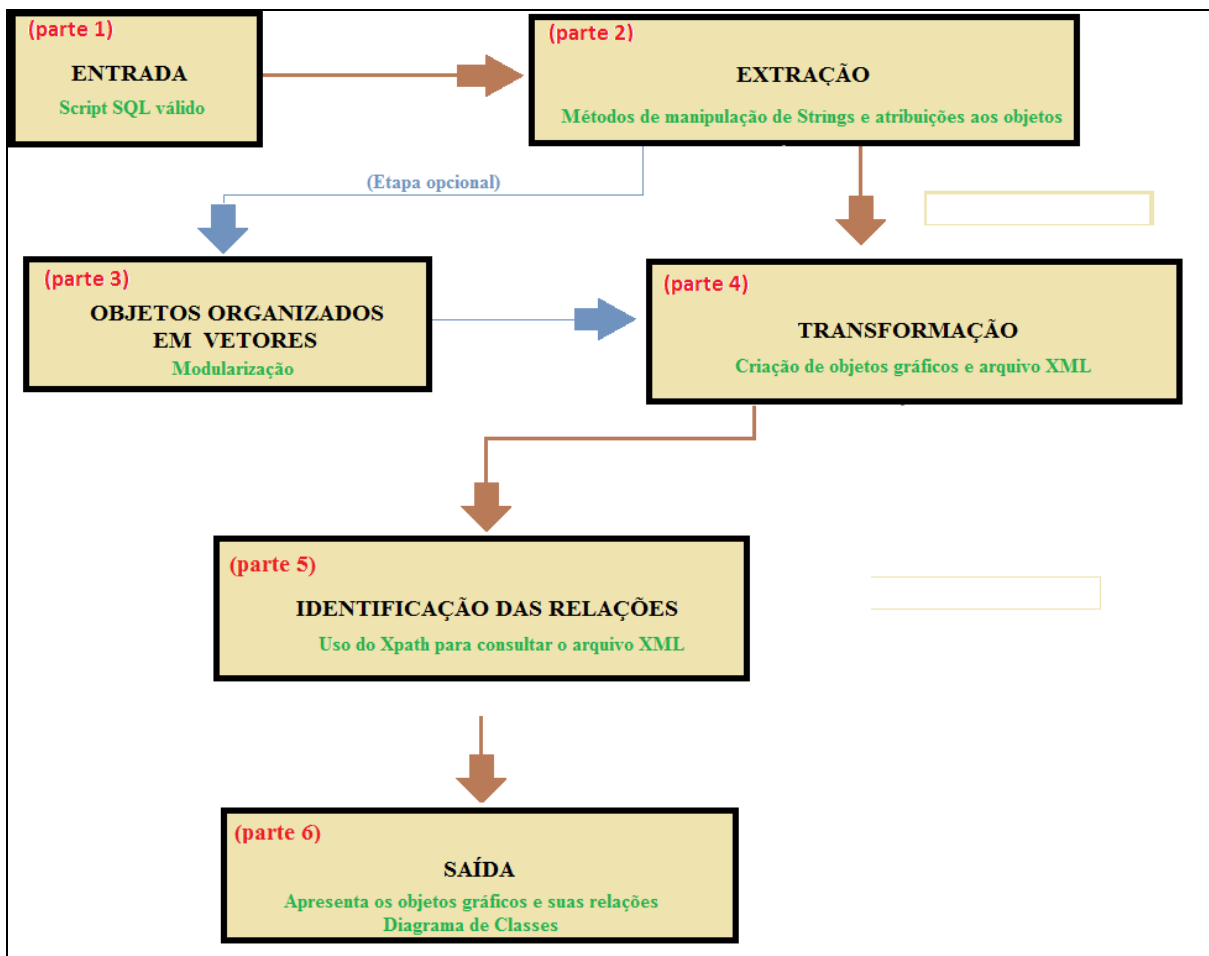 (parte 1)
ENTRADA
Script SQL válido
(parte 2)
EXTRAÇÃO
Métodos de manipulação de Strings e atribuições aos objetos
(Etapa opcional)
(parte 3)
OBJETOS ORGANIZADOS
EM VETORES
Modularização
(parte 4)
TRANSFORMAÇÃO
Criação de objetos gráficos e arquivo XML
(parte 5)
IDENTIFICAÇÃO DAS RELAÇÕES
Uso do Xpath para consultar o arquivo XML
(parte 6)
SAÍDA
Apresenta os objetos gráficos e suas relações
Diagrama de Classes